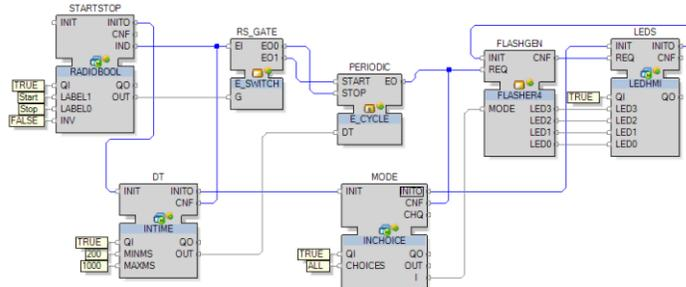 STARTSTOP
INIT INITO
CNF
IND
RADIOBOOL
TRUE QI QO
Start LABEL1 OUT
Stop LABEL0
FALSE INV
RS_GATE
EI EO0
EO1
E_SWITCH
G
PERIODIC
START EO
STOP
E_CYCLE
DT
FLASHGEN
INIT CNF
REQ
FLASHER4
MODE LED3
LED2
LED1
LED0
LEDS
INIT INITO
REQ CNF
LEDHMI
TRUE QI QO
LED3
LED2
LED1
LED0
DT
INIT INITO
CNF
INTIME
TRUE QI QO
200 MINMS OUT
1000 MAXMS
MODE
INIT INITO
CNF
CHQ
INCHOICE
TRUE QI QO
ALL CHOICES OUT
I